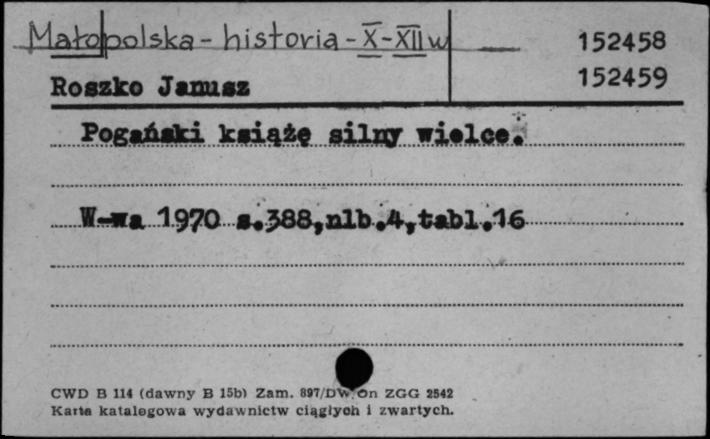 Małopolska - historia - X-XII w
152458
Roszko Janusz
152459
Pogański książę silny wielce.
W-wa 1970 s.388,nlb.4,tabl.16
CWD B 114 (dawny B 15b) Zam. 897/DW/On ZGG 2542
Karta katalogowa wydawnictw ciągłych i zwartych.